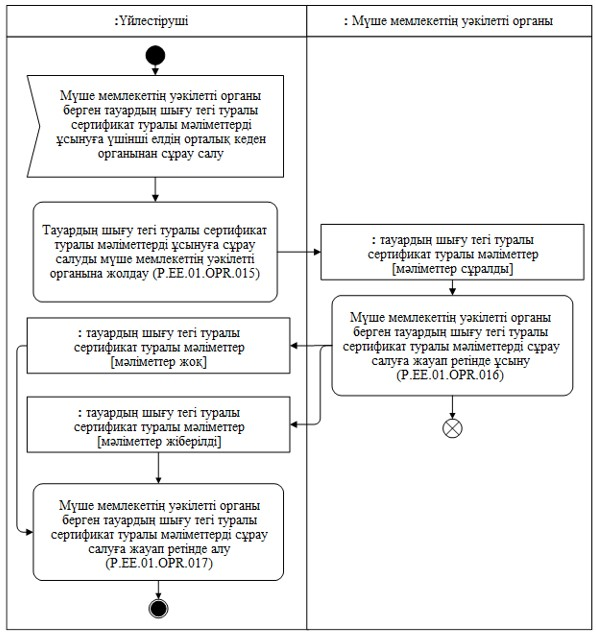 :Үйлестіруші
: Мүше мемлекеттің уәкілетті органы
Мүше мемлекеттің уәкілетті органы
берген тауардың шығу тегі туралы
сертификат туралы мәліметтерді
ұсынуға үшінші елдің орталық кеден
органынан сұрау салу
Тауардың шығу тегі туралы сертификат
туралы мәліметтерді ұсынуға сұрау
салуды мүше мемлекеттің уәкілетті
органына жолдау (P.EE.01.OPR.015)
: тауардың шығу тегі туралы
сертификат туралы мәліметтер
[мәліметтер сұралды]
Мүше мемлекеттің уәкілетті органы
берген тауардың шығу тегі туралы
сертификат туралы мәліметтерді сұрау
салуға жауап ретінде ұсыну
(P.EE.01.OPR.016)
: тауардың шығу тегі туралы
сертификат туралы мәліметтер
[мәліметтер жоқ]
: тауардың шығу тегі туралы
сертификат туралы мәліметтер
[мәліметтер жіберілді]
Мүше мемлекеттің уәкілетті органы
берген тауардың шығу тегі туралы
сертификат туралы мәліметтерді сұрау
салуға жауап ретінде алу
(P.EE.01.OPR.017)